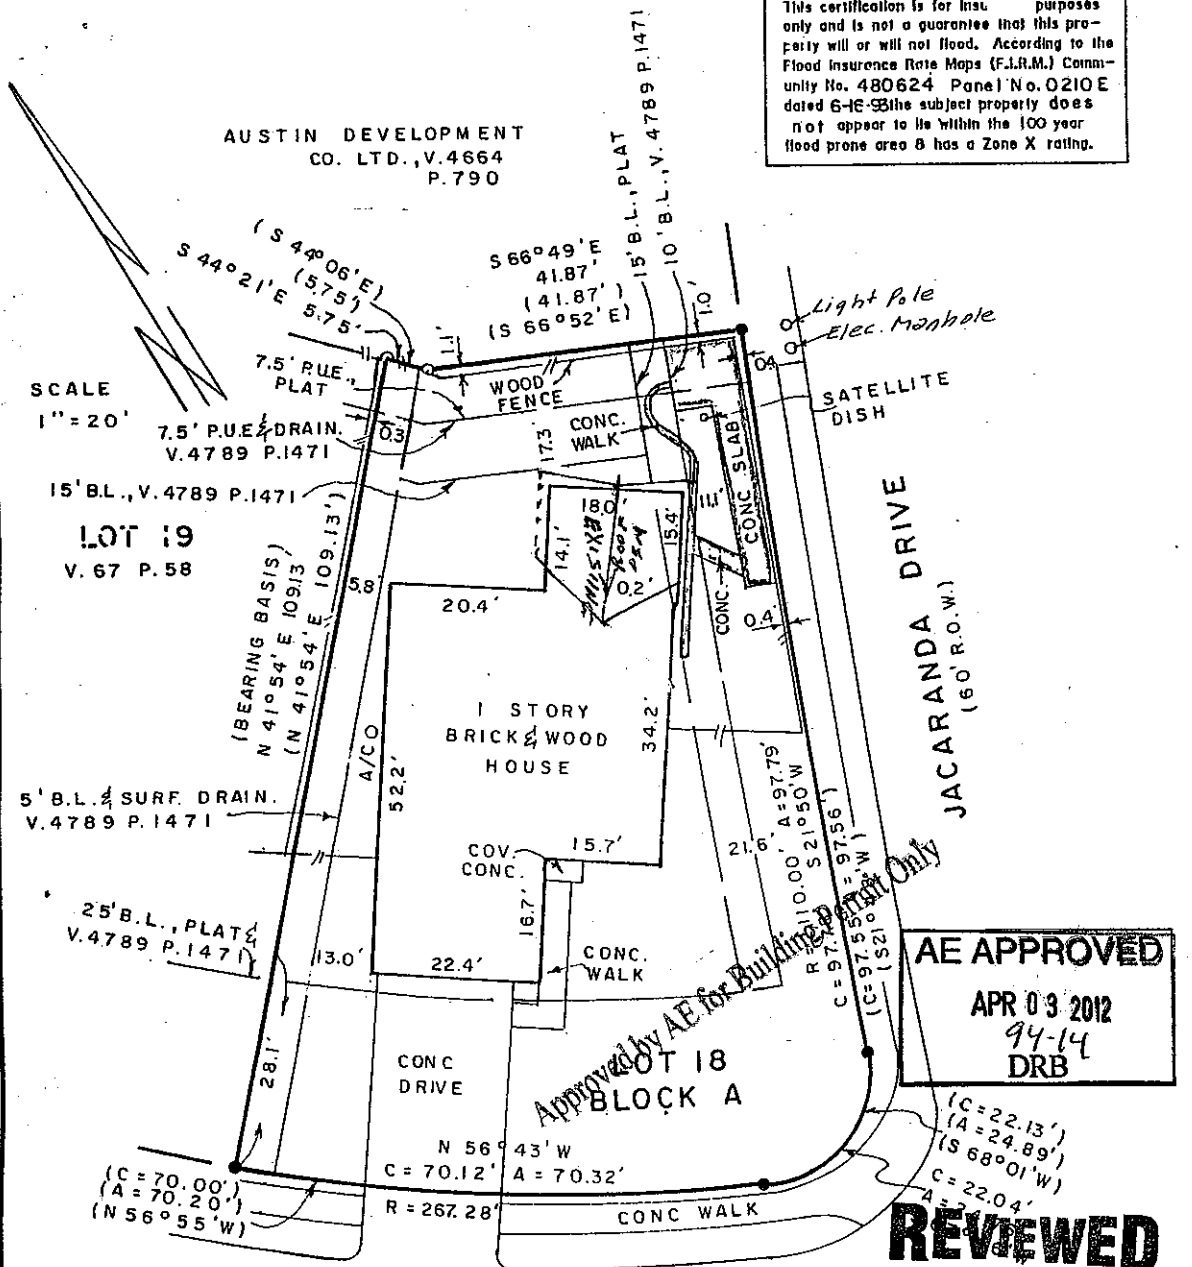 This certification is for insu purposes
only and is not a guarantee that this pro-
perty will or will not flood. According to the
Flood Insurance Rate Maps (F.I.R.M.) Comm-
unity No. 480624 Panel No. 0210 E
dated 6-16-93 the subject property does
not appear to lie within the 100 year
flood prone area & has a Zone X rating.
AUSTIN DEVELOPMENT
CO. LTD., V.4664
P.790
15' B.L., PLAT
10' B.L., V. 4789 P.1471
(S 44°06'E)
(5.75')
S 44°21'E 5.75'
S 66°49'E
41.87'
(41.87')
(S 66°52'E)
1.1'
1.0'
Light Pole
Elec. Manhole
SCALE
1"=20'
7.5' P.U.E.,
PLAT
WOOD
FENCE
0.4'
SATELLITE
DISH
7.5' P.U.E & DRAIN.
V.4789 P.1471
0.3'
17.3'
CONC.
WALK
CONC SLAB
15' B.L., V. 4789 P.1471
LOT 19
V. 67 P. 58
18.0'
14.1'
15.4'
11.1'
EXISTING
ROOF
0.2'
5.8'
20.4'
CONC.
0.4'
JACARANDA DRIVE
(60' R.O.W.)
(BEARING BASIS)
N 41°54' E 109.13'
(N 41°54' E 109.13')
A/CO
52.2'
1 STORY
BRICK & WOOD
HOUSE
34.2'
5' B.L. & SURF. DRAIN.
V.4789 P.1471
15.7'
COV.
CONC.
16.7'
21.6'
R = 1110.00' A = 97.79'
S 21°50'W
(C = 97.55'
25' B.L., PLAT &
V.4789 P.1471
13.0'
22.4'
CONC.
WALK
Approved by AE for Building Permit Only
AE APPROVED
APR 03 2012
94-14
DRB
28.1'
CONC
DRIVE
LOT 18
BLOCK A
N 56°43' W
C = 70.12' A = 70.32'
R = 267.28'
CONC WALK
(C = 70.00')
(A = 70.20')
(N 56°55'W)
(C = 22.13')
(A = 24.89')
(S 68°01'W)
C = 22.04'
REVIEWED